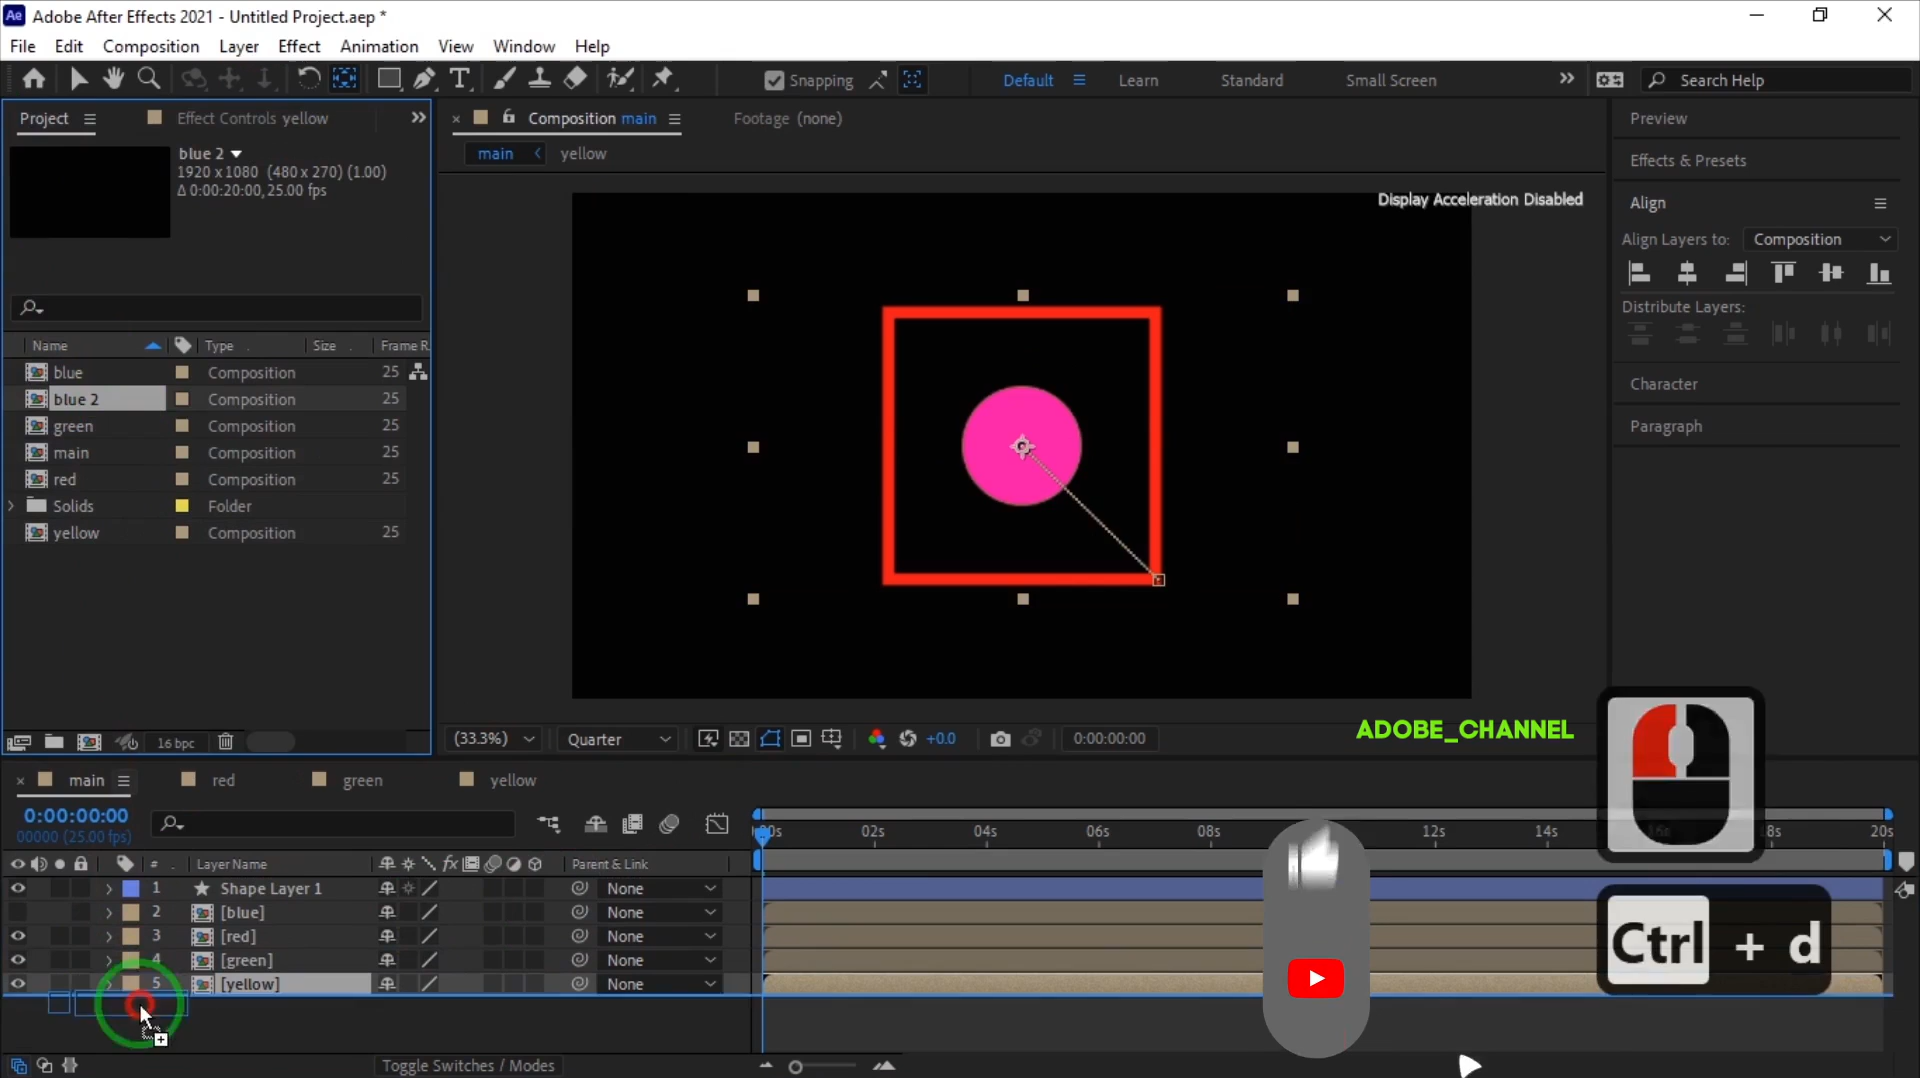 Adobe After Effects 2021 - Untitled Project.aep *
File Edit Composition Layer Effect Animation View Window Help
Snapping Default Learn Standard Small Screen Search Help
Project Effect Controls yellow
Composition main Footage (none)
main yellow
blue 2
1920 x 1080 (480 x 270) (1.00)
Δ 0:00:20:00, 25.00 fps
Display Acceleration Disabled
Preview
Effects & Presets
Align
Align Layers to: Composition
Distribute Layers:
Character
Paragraph
Name Type Size Frame R
blue Composition 25
blue 2 Composition 25
green Composition 25
main Composition 25
red Composition 25
Solids Folder
yellow Composition 25
16 bpc
(33.3%) Quarter +0.0 0:00:00:00
ADOBE_CHANNEL
main red green yellow
0:00:00:00
00000 (25.00 fps)
00s 02s 04s 06s 08s 12s 14s 16s 18s 20s
# Layer Name fx Parent & Link
1 Shape Layer 1 None
2 [blue] None
3 [red] None
4 [green] None
5 [yellow] None
Ctrl + d
Toggle Switches / Modes